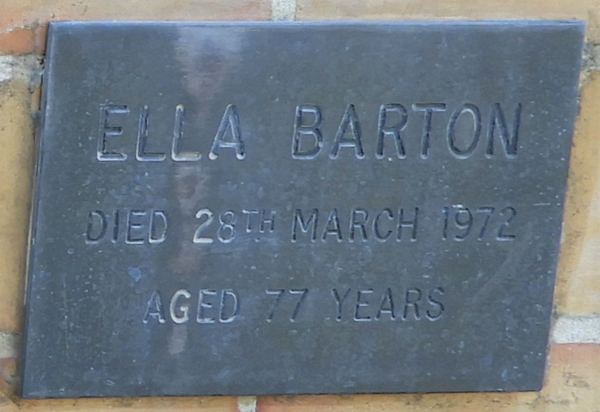 ELLA BARTON
DIED 28TH MARCH 1972
AGED 77 YEARS